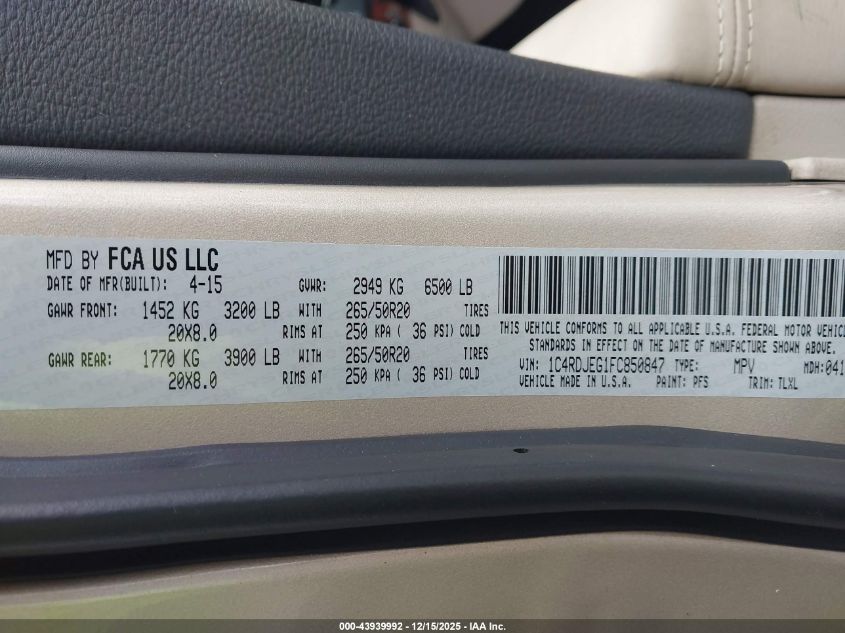 MFD BY FCA US LLC
DATE OF MFR(BUILT): 4-15 GVWR: 2949 KG 6500 LB
GAWR FRONT: 1452 KG 3200 LB WITH 265/50R20 TIRES
20X8.0 RIMS AT 250 KPA ( 36 PSI) COLD
GAWR REAR: 1770 KG 3900 LB WITH 265/50R20 TIRES
20X8.0 RIMS AT 250 KPA ( 36 PSI) COLD
THIS VEHICLE CONFORMS TO ALL APPLICABLE U.S.A. FEDERAL MOTOR VEHIC
STANDARDS IN EFFECT ON THE DATE OF MANUFACTURE SHOWN ABOVE.
VIN: 1C4RDJEG1FC850847 TYPE: MPV MDH:041
VEHICLE MADE IN U.S.A. PAINT: PFS TRIM: TLXL
000-43939992 - 12/15/2025 - IAA Inc.